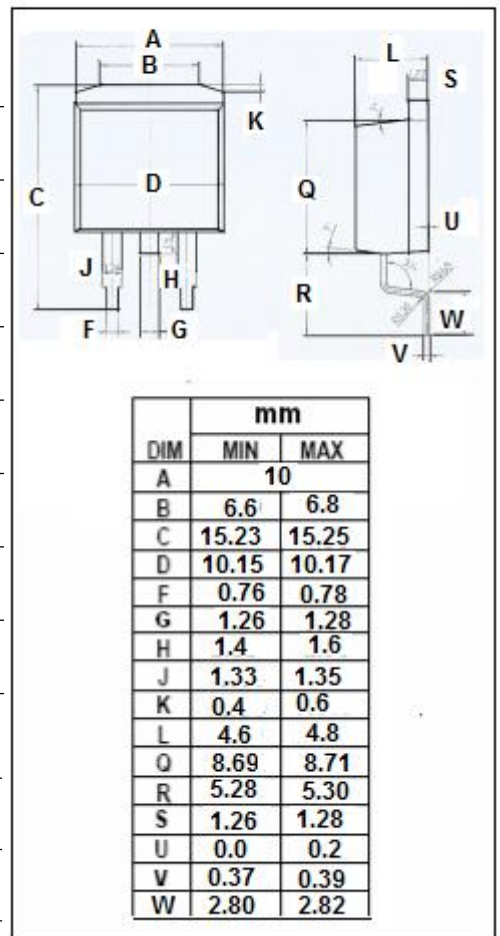 A
L
B
S
K
C
D
Q
U
J
H
R
W
F
G
V
mm
DIM MIN MAX
A 10
B 6.6 6.8
C 15.23 15.25
D 10.15 10.17
F 0.76 0.78
G 1.26 1.28
H 1.4 1.6
J 1.33 1.35
K 0.4 0.6
L 4.6 4.8
Q 8.69 8.71
R 5.28 5.30
S 1.26 1.28
U 0.0 0.2
V 0.37 0.39
W 2.80 2.82